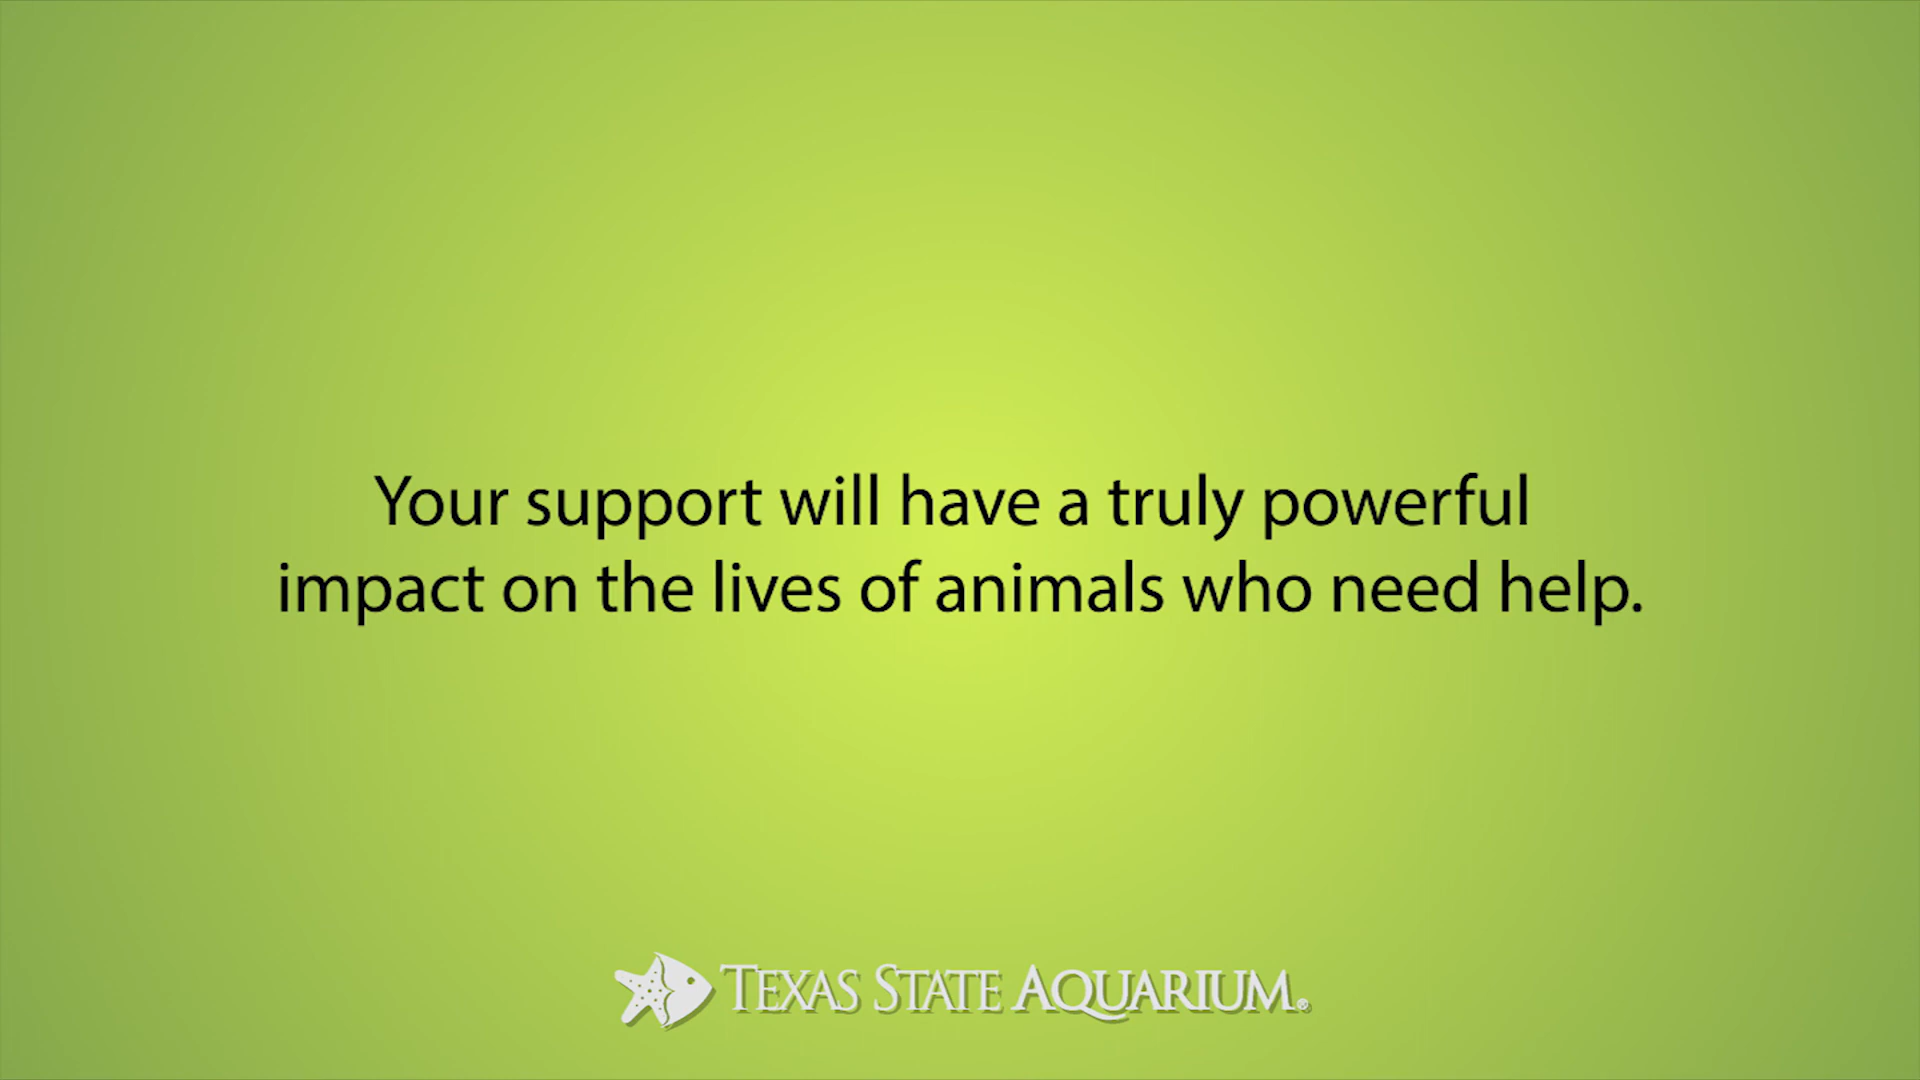 Your support will have a truly powerful
impact on the lives of animals who need help.
TEXAS STATE AQUARIUM®